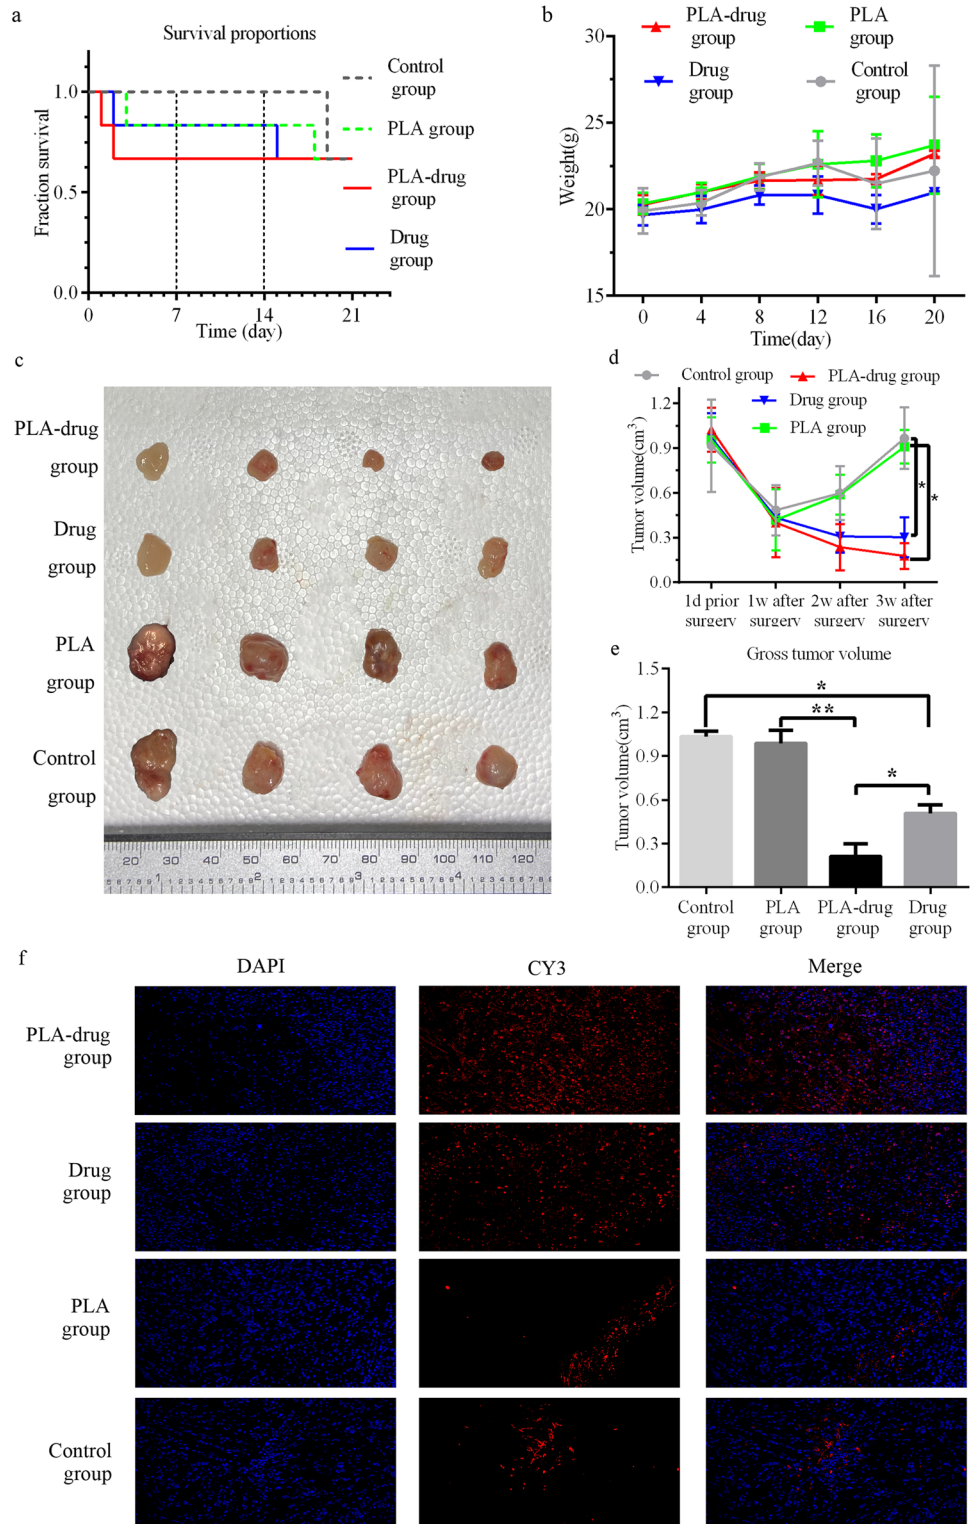 a
Survival proportions
Fraction survival
1.0
0.5
0.0
0
7
14
21
Time (day)
Control
group
PLA group
PLA-drug
group
Drug
group
b
PLA-drug
group
PLA
group
Drug
group
Control
group
Weight(g)
30
25
20
15
0
4
8
12
16
20
Time(day)
c
PLA-drug
group
Drug
group
PLA
group
Control
group
20 30 40 50 60 70 80 90 100 110 120
1 2 3 4
d
Control group
PLA-drug group
Drug group
PLA group
Tumor volume(cm³)
1.2
0.9
0.6
0.3
0.0
*
*
1d prior
surgery
1w after
surgery
2w after
surgery
3w after
surgery
e
Gross tumor volume
Tumor volume(cm³)
1.5
1.2
0.9
0.6
0.3
0.0
*
**
*
Control
group
PLA
group
PLA-drug
group
Drug
group
f
DAPI
CY3
Merge
PLA-drug
group
Drug
group
PLA
group
Control
group